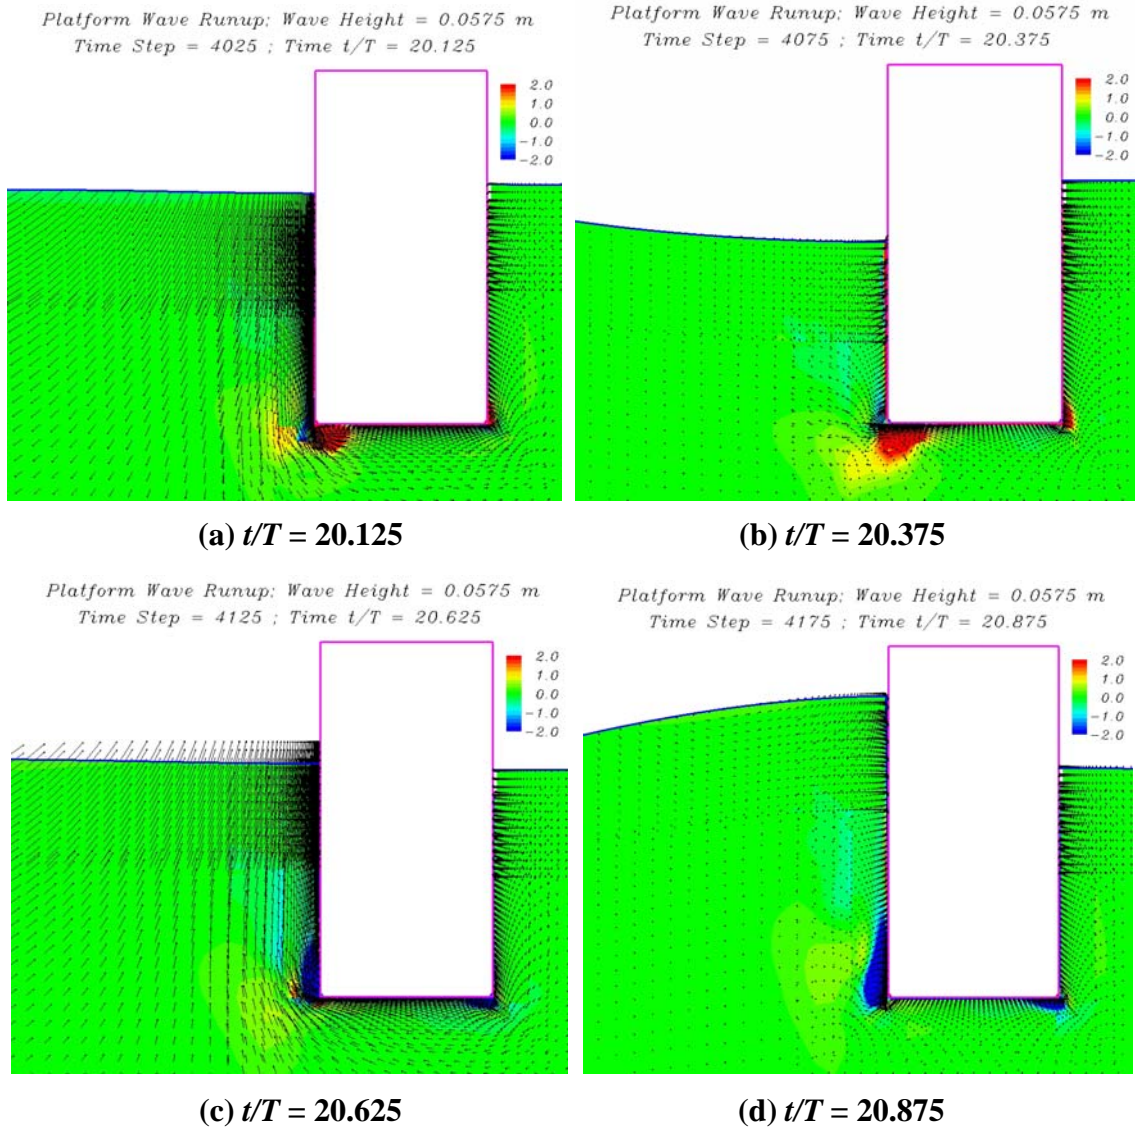 Platform Wave Runup; Wave Height = 0.0575 m
Time Step = 4025 ; Time t/T = 20.125
2.0
1.0
0.0
-1.0
-2.0
(a) t/T = 20.125
Platform Wave Runup; Wave Height = 0.0575 m
Time Step = 4075 ; Time t/T = 20.375
2.0
1.0
0.0
-1.0
-2.0
(b) t/T = 20.375
Platform Wave Runup; Wave Height = 0.0575 m
Time Step = 4125 ; Time t/T = 20.625
2.0
1.0
0.0
-1.0
-2.0
(c) t/T = 20.625
Platform Wave Runup; Wave Height = 0.0575 m
Time Step = 4175 ; Time t/T = 20.875
2.0
1.0
0.0
-1.0
-2.0
(d) t/T = 20.875